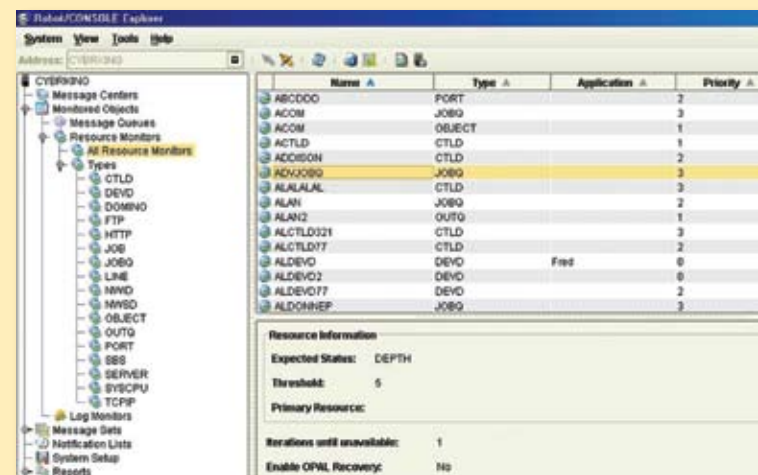 Robot/CONSOLE Explorer
System View Tools Help
Address: CYBRKING
CYBRKING
Message Centers
Monitored Objects
Message Queues
Resource Monitors
All Resource Monitors
Types
CTLD
DEVD
DOMINO
FTP
HTTP
JOB
JOBQ
LINE
NWID
NWSD
OBJECT
OUTQ
PORT
SBS
SERVER
SYSCPU
TCPIP
Log Monitors
Message Sets
Notification Lists
System Setup
Reports
Name Type Application Priority
ABCDOO PORT 2
ACOM JOBQ 3
ACOM OBJECT 1
ACTLD CTLD 1
ADDISON CTLD 2
ADVJOBQ JOBQ 3
ALALALAL CTLD 3
ALAN JOBQ 2
ALAN2 OUTQ 1
ALCTLD321 CTLD 3
ALCTLD77 CTLD 2
ALDEVD DEVD Fred 0
ALDEVD2 DEVD 0
ALDEVD77 DEVD 2
ALDONNEP JOBQ 3
Resource Information
Expected Status: DEPTH
Threshold: 5
Primary Resource:
Iterations until unavailable: 1
Enable OPAL Recovery: No